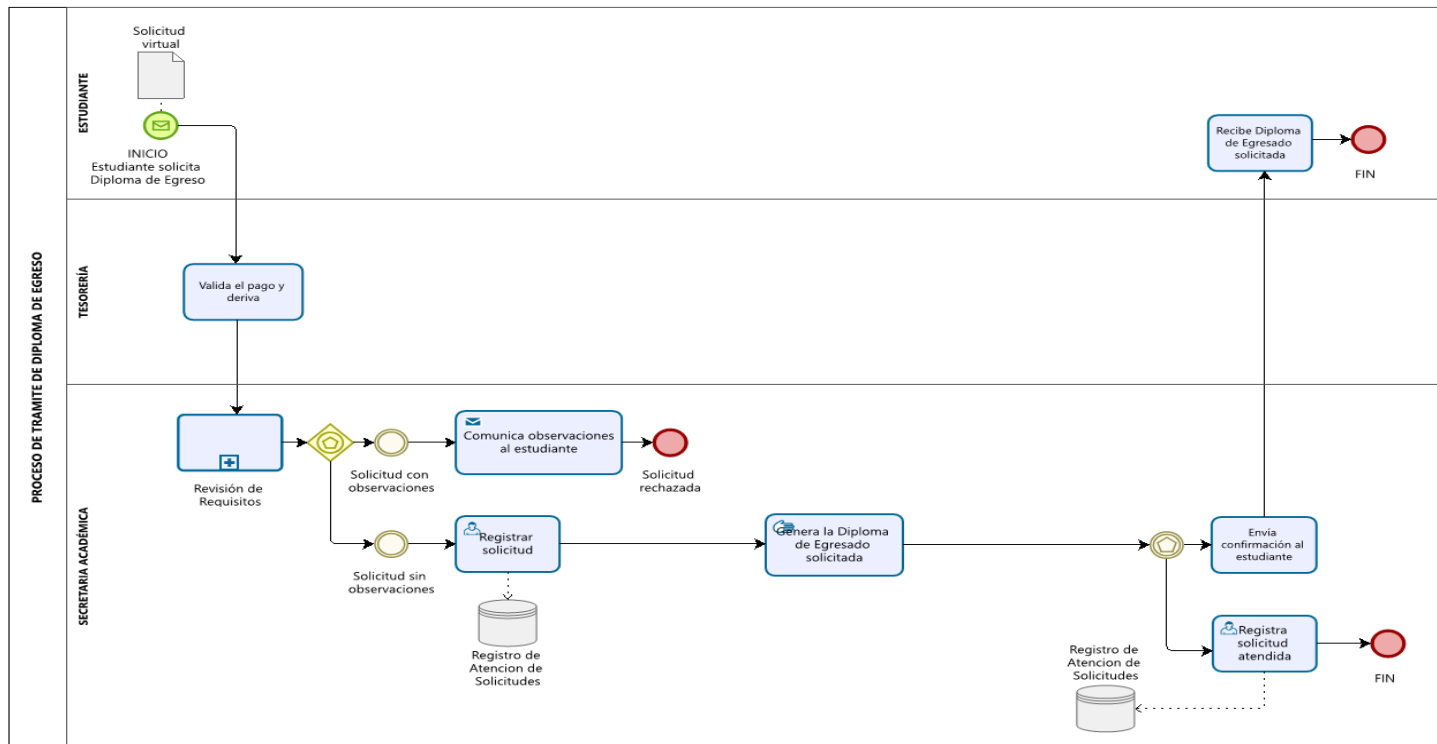 PROCESO DE TRAMITE DE DIPLOMA DE EGRESO
ESTUDIANTE
Solicitud
virtual
INICIO
Estudiante solicita
Diploma de Egreso
Recibe Diploma
de Egresado
solicitada
FIN
TESORERÍA
Valida el pago y
deriva
SECRETARIA ACADÉMICA
Revisión de
Requisitos
Solicitud con
observaciones
Comunica observaciones
al estudiante
Solicitud
rechazada
Solicitud sin
observaciones
Registrar
solicitud
Registro de
Atencion de
Solicitudes
Genera la Diploma
de Egresado
solicitada
Envía
confirmación al
estudiante
Registra
solicitud
atendida
FIN
Registro de
Atencion de
Solicitudes